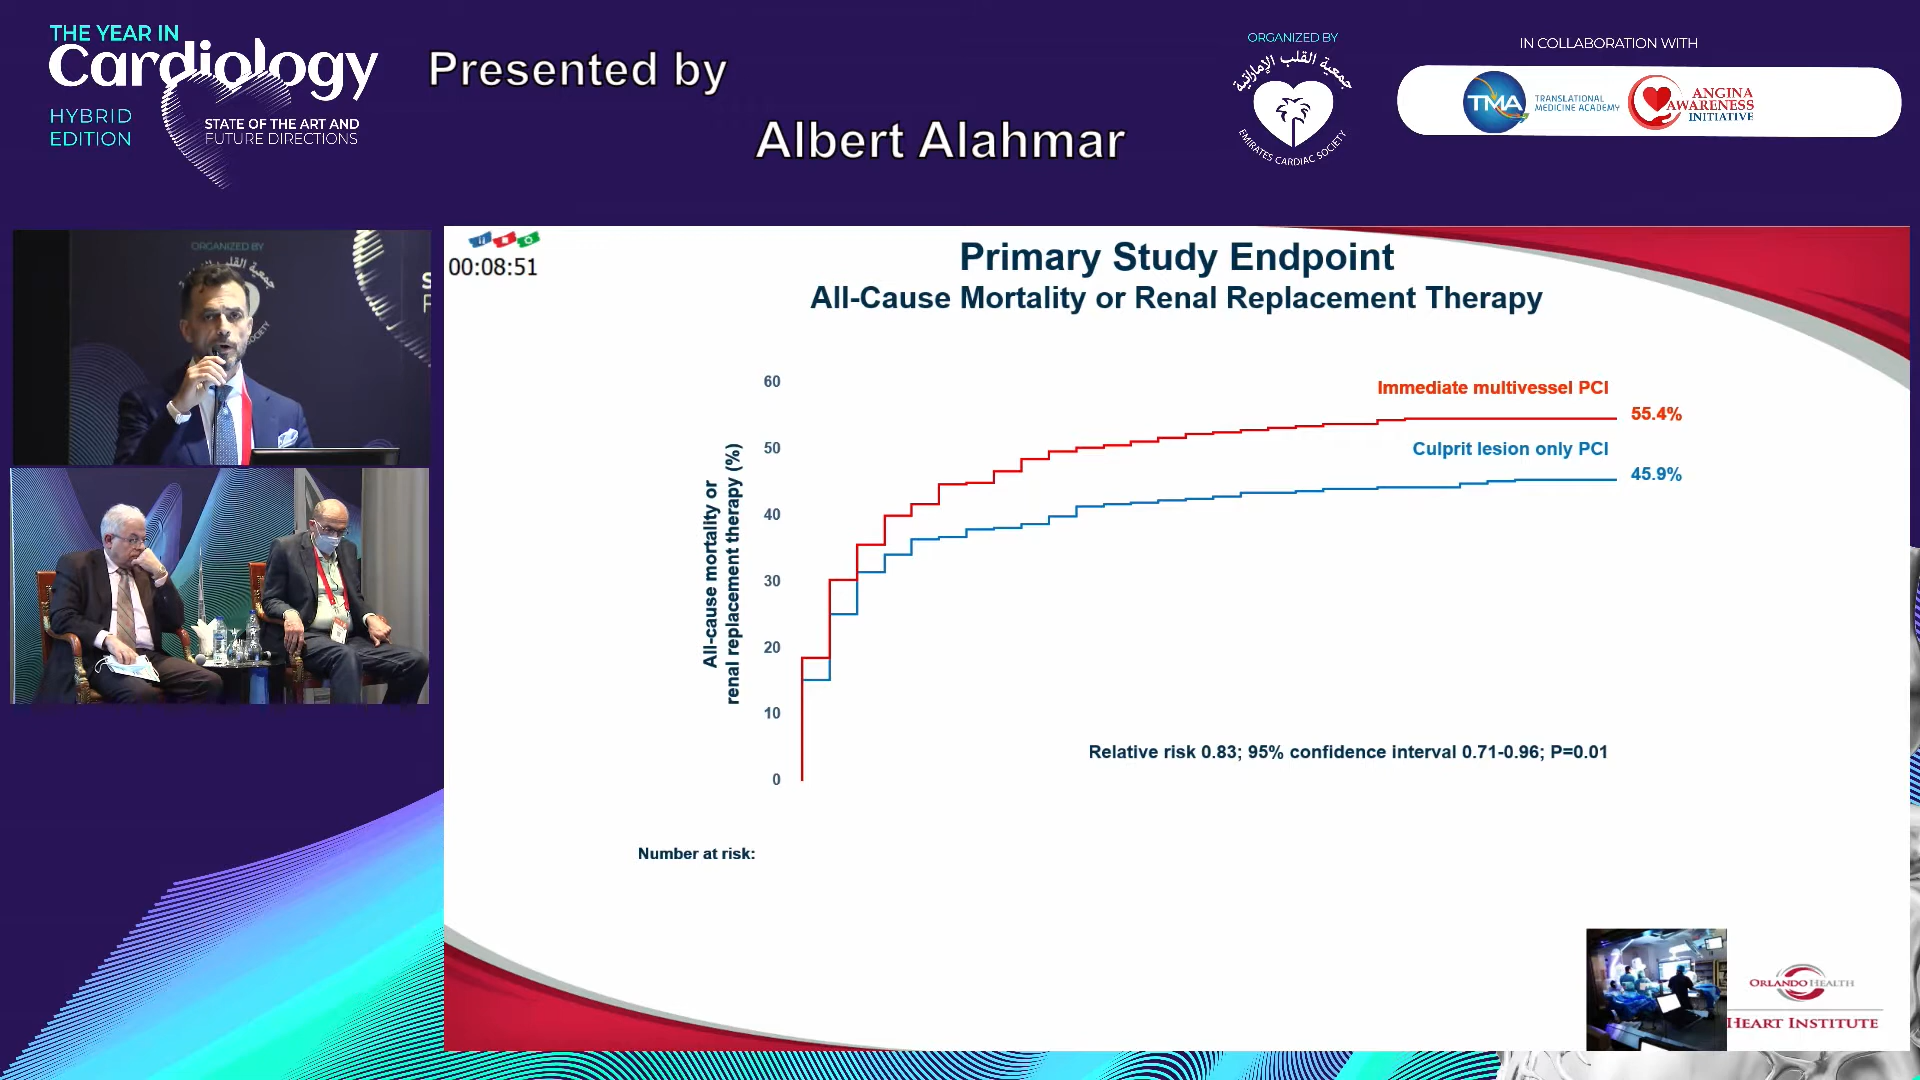 THE YEAR IN
Cardiology
HYBRID
EDITION
STATE OF THE ART AND
FUTURE DIRECTIONS
Presented by
Albert Alahmar
ORGANIZED BY
جمعية القلب الإماراتية
EMIRATES CARDIAC SOCIETY
IN COLLABORATION WITH
TMA
TRANSLATIONAL
MEDICINE ACADEMY
ANGINA
AWARENESS
INITIATIVE
ORGANIZED BY
00:08:51
Primary Study Endpoint
All-Cause Mortality or Renal Replacement Therapy
All-cause mortality or
renal replacement therapy (%)
60
50
40
30
20
10
0
Immediate multivessel PCI
55.4%
Culprit lesion only PCI
45.9%
Relative risk 0.83; 95% confidence interval 0.71-0.96; P=0.01
Number at risk:
ORLANDO HEALTH
HEART INSTITUTE